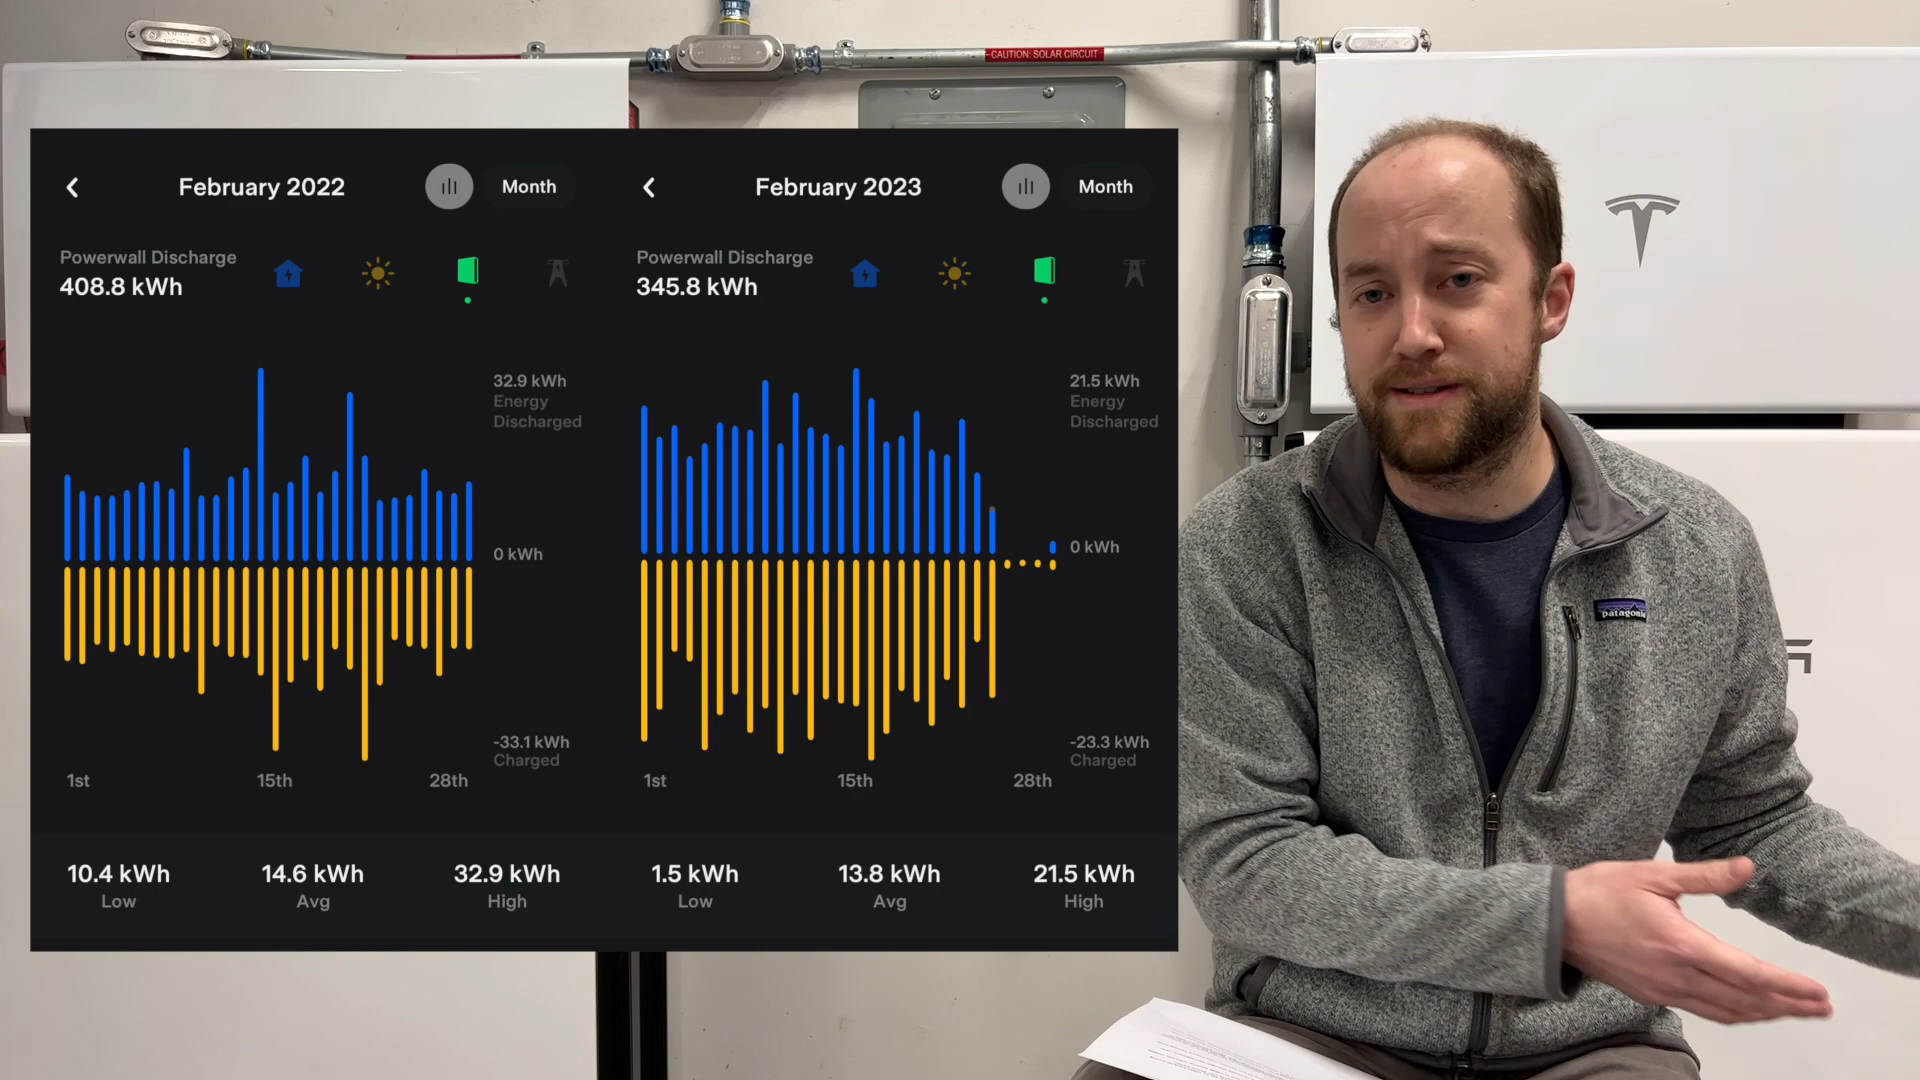 CAUTION: SOLAR CIRCUIT
February 2022
Month
Powerwall Discharge
408.8 kWh
32.9 kWh
Energy
Discharged
0 kWh
-33.1 kWh
Charged
1st
15th
28th
10.4 kWh
Low
14.6 kWh
Avg
32.9 kWh
High
February 2023
Month
Powerwall Discharge
345.8 kWh
21.5 kWh
Energy
Discharged
0 kWh
-23.3 kWh
Charged
1st
15th
28th
1.5 kWh
Low
13.8 kWh
Avg
21.5 kWh
High
patagonia